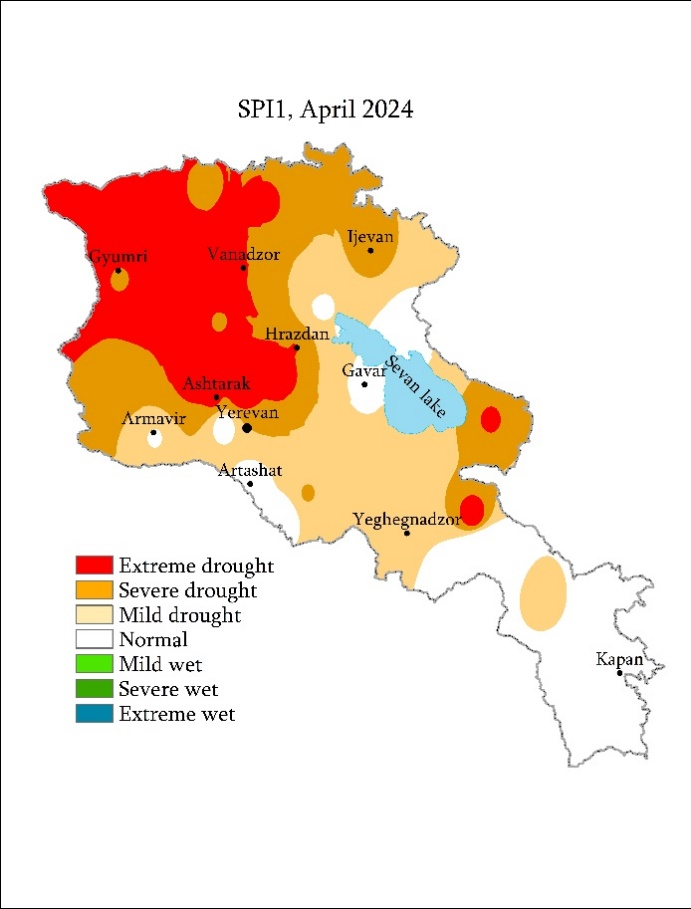 SPI1, April 2024
Ijevan
Gyumri
Vanadzor
Hrazdan
Gavar
Sevan lake
Ashtarak
Yerevan
Armavir
Artashat
Yeghegnadzor
Extreme drought
Severe drought
Mild drought
Normal
Mild wet
Severe wet
Extreme wet
Kapan